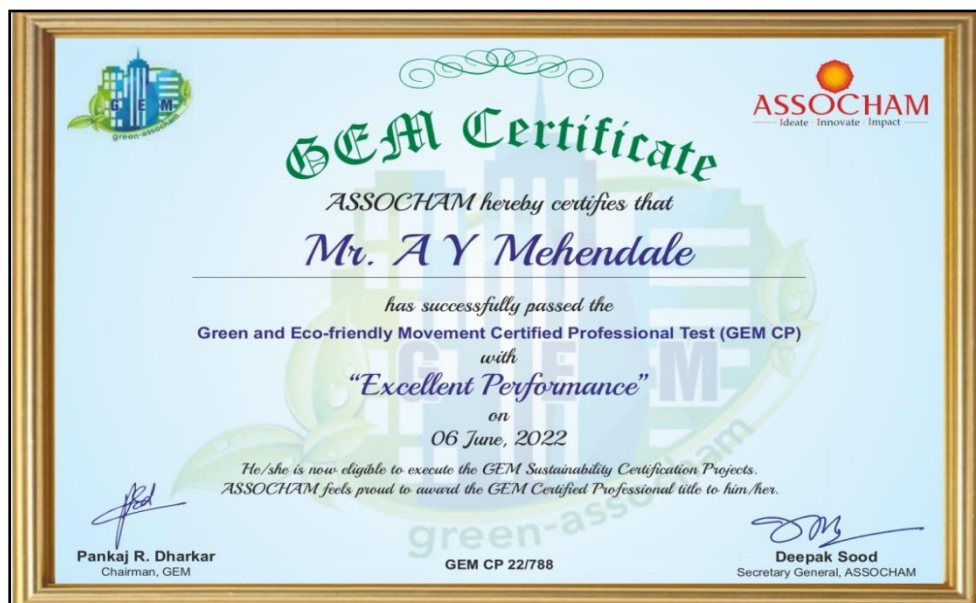 G E M
green-assocham
ASSOCHAM
Ideate · Innovate · Impact
GEM Certificate
ASSOCHAM hereby certifies that
Mr. A Y Mehendale
has successfully passed the
Green and Eco-friendly Movement Certified Professional Test (GEM CP)
with
“Excellent Performance”
on
06 June, 2022
He/she is now eligible to execute the GEM Sustainability Certification Projects.
ASSOCHAM feels proud to award the GEM Certified Professional title to him/her.
G E M
green-assocham
Pankaj R. Dharkar
Chairman, GEM
GEM CP 22/788
Deepak Sood
Secretary General, ASSOCHAM